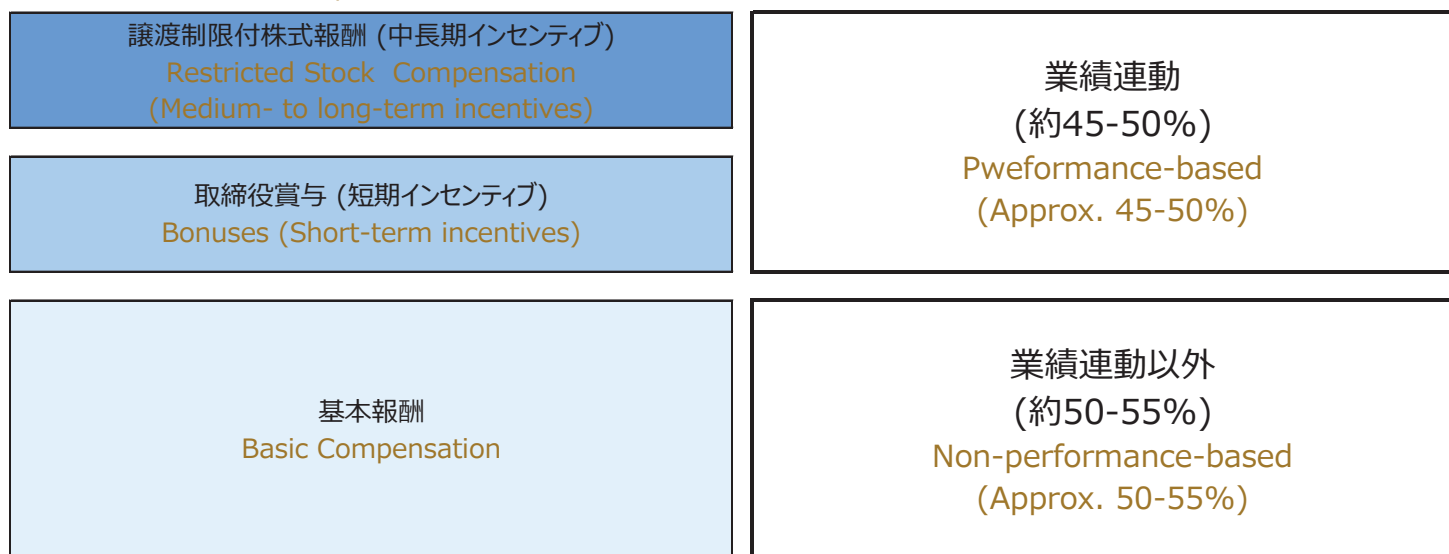 譲渡制限付株式報酬 (中長期インセンティブ)
Restricted Stock Compensation
(Medium- to long-term incentives)
取締役賞与 (短期インセンティブ)
Bonuses (Short-term incentives)
業績連動
(約45-50%)
Pweformance-based
(Approx. 45-50%)
基本報酬
Basic Compensation
業績連動以外
(約50-55%)
Non-performance-based
(Approx. 50-55%)